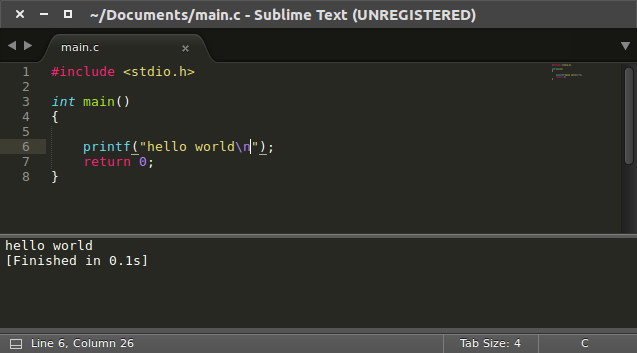 ~/Documents/main.c - Sublime Text (UNREGISTERED)
main.c
1 #include <stdio.h>
2
3 int main()
4 {
5
6     printf("hello world\n");
7     return 0;
8 }
hello world
[Finished in 0.1s]
Line 6, Column 26 Tab Size: 4 C